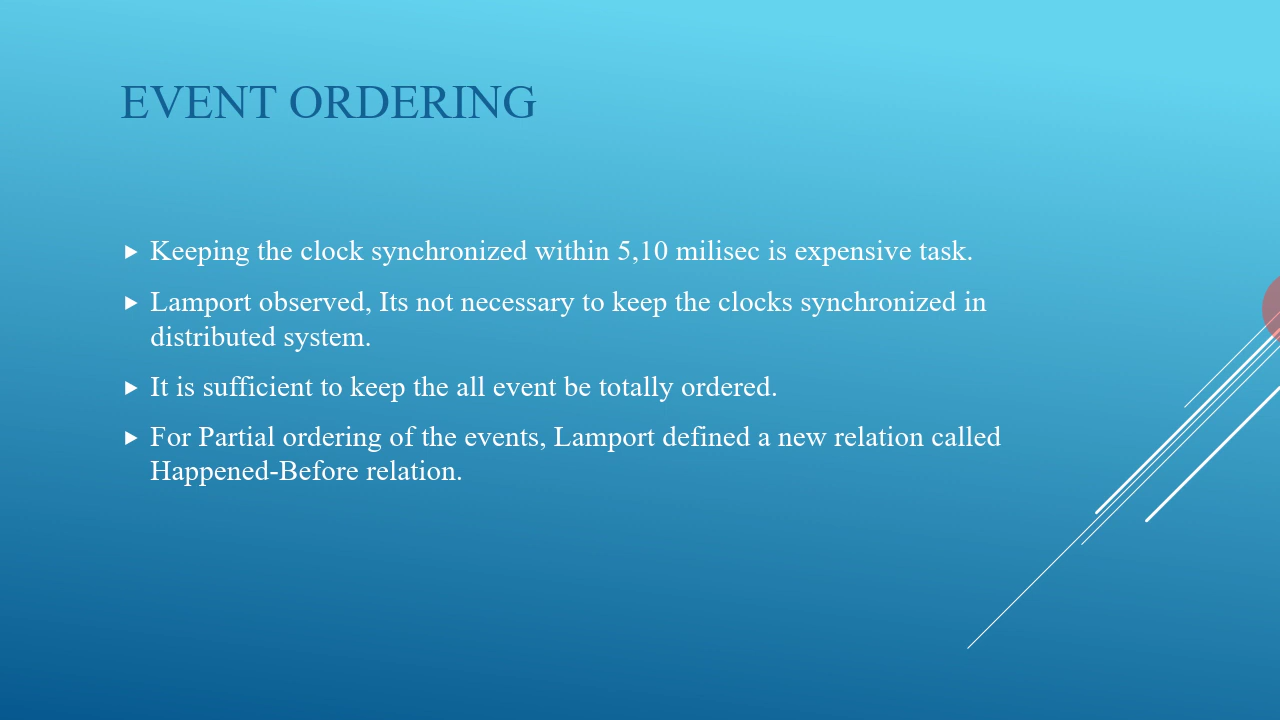 EVENT ORDERING
Keeping the clock synchronized within 5,10 milisec is expensive task.
Lamport observed, Its not necessary to keep the clocks synchronized in
distributed system.
It is sufficient to keep the all event be totally ordered.
For Partial ordering of the events, Lamport defined a new relation called
Happened-Before relation.